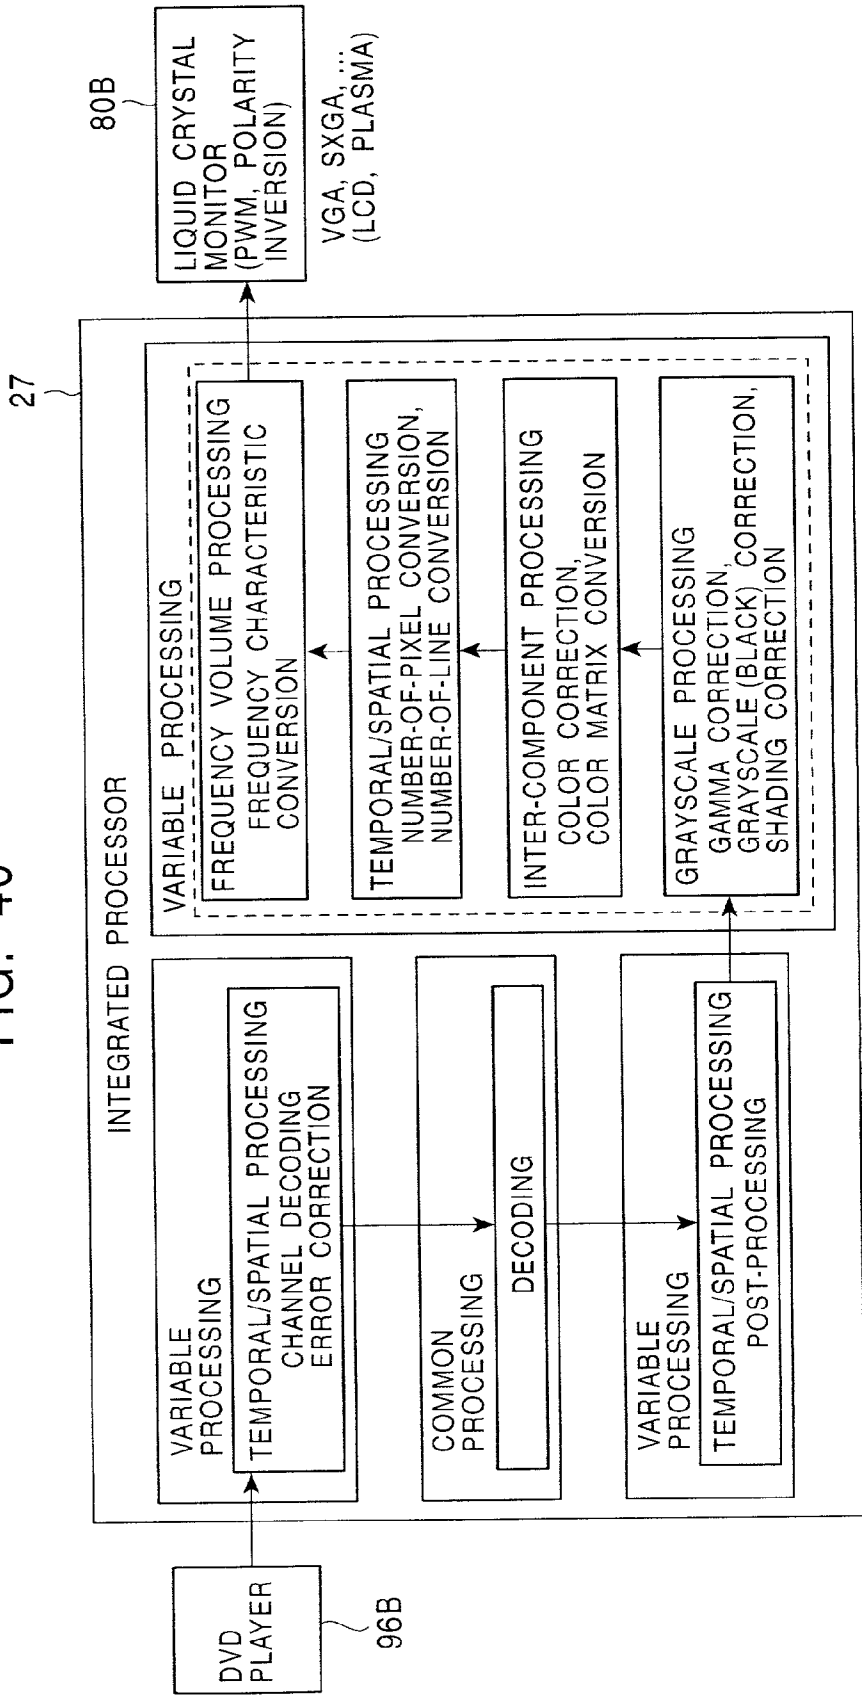 27
INTEGRATED PROCESSOR
DVD
PLAYER
96B
VARIABLE
PROCESSING
TEMPORAL/SPATIAL PROCESSING
CHANNEL DECODING
ERROR CORRECTION
COMMON
PROCESSING
DECODING
VARIABLE
PROCESSING
TEMPORAL/SPATIAL PROCESSING
POST-PROCESSING
VARIABLE PROCESSING
FREQUENCY VOLUME PROCESSING
FREQUENCY CHARACTERISTIC
CONVERSION
TEMPORAL/SPATIAL PROCESSING
NUMBER-OF-PIXEL CONVERSION,
NUMBER-OF-LINE CONVERSION
INTER-COMPONENT PROCESSING
COLOR CORRECTION,
COLOR MATRIX CONVERSION
GRAYSCALE PROCESSING
GAMMA CORRECTION,
GRAYSCALE (BLACK) CORRECTION,
SHADING CORRECTION
80B
LIQUID CRYSTAL
MONITOR
(PWM, POLARITY
INVERSION)
VGA, SXGA, ...
(LCD, PLASMA)